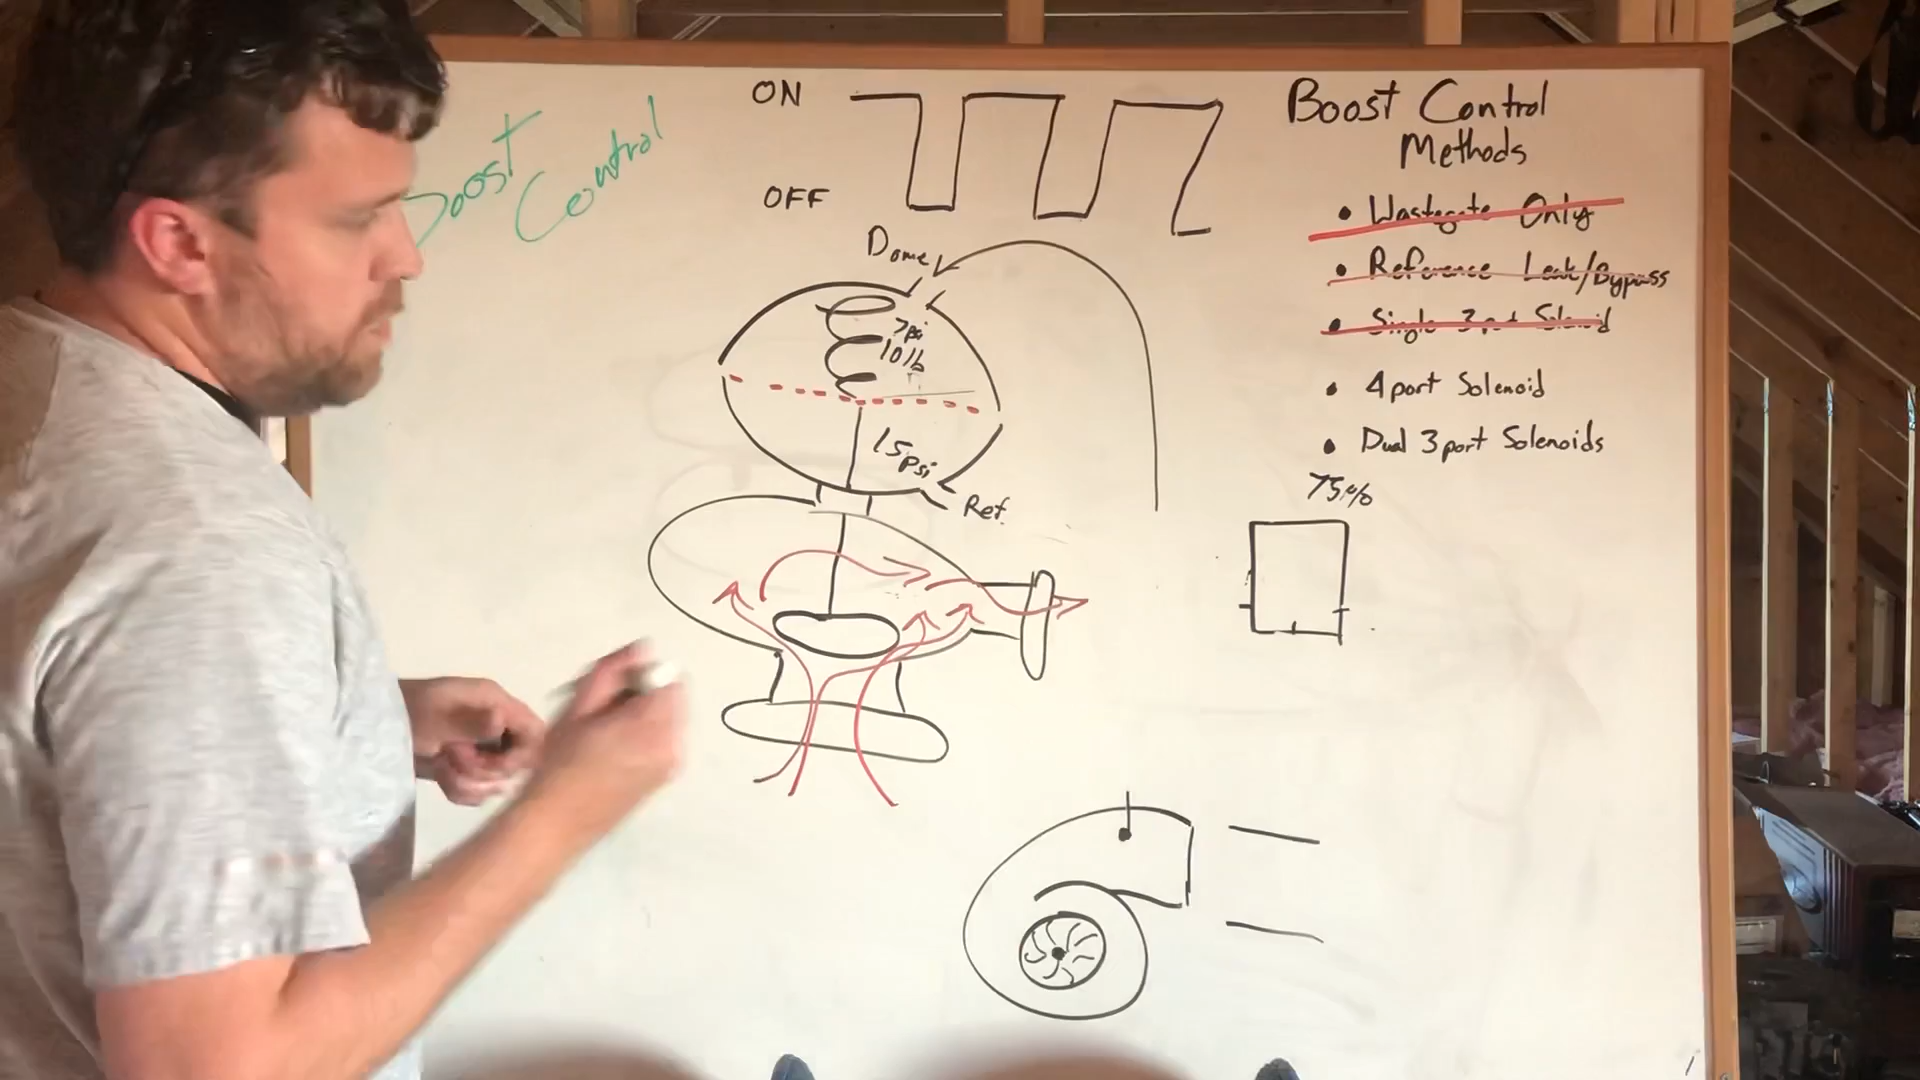 Boost
Control
ON
OFF
Dome
7psi
10lb
15psi
Ref.
Boost Control
Methods
• Wastegate Only
• Reference Leak/Bypass
• Single 3port Solenoid
• 4port Solenoid
• Dual 3port Solenoids
75%